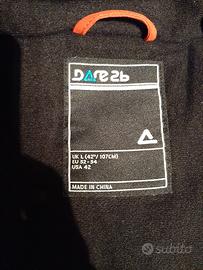 DARE2b
UK L (42"/ 107CM)
EU 52 - 54
USA 42
MADE IN CHINA
subito